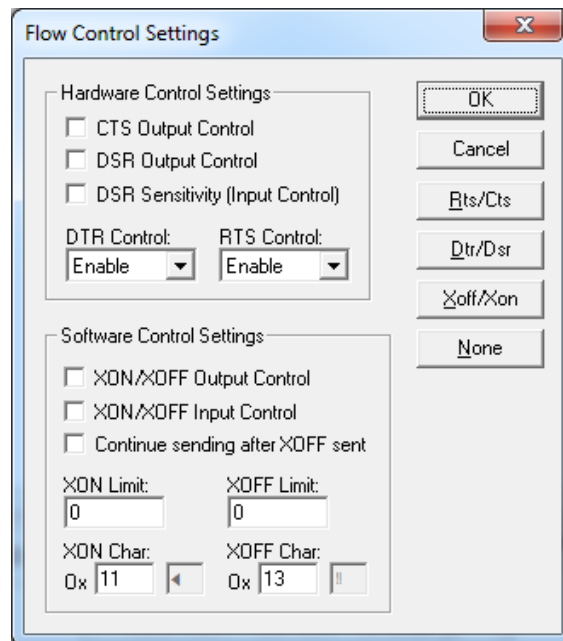 Flow Control Settings
Hardware Control Settings
CTS Output Control
DSR Output Control
DSR Sensitivity (Input Control)
DTR Control: RTS Control:
Enable Enable
Software Control Settings
XON/XOFF Output Control
XON/XOFF Input Control
Continue sending after XOFF sent
XON Limit: XOFF Limit:
0 0
XON Char: XOFF Char:
0x 11 ◄ 0x 13 ‼
OK
Cancel
Rts/Cts
Dtr/Dsr
Xoff/Xon
None